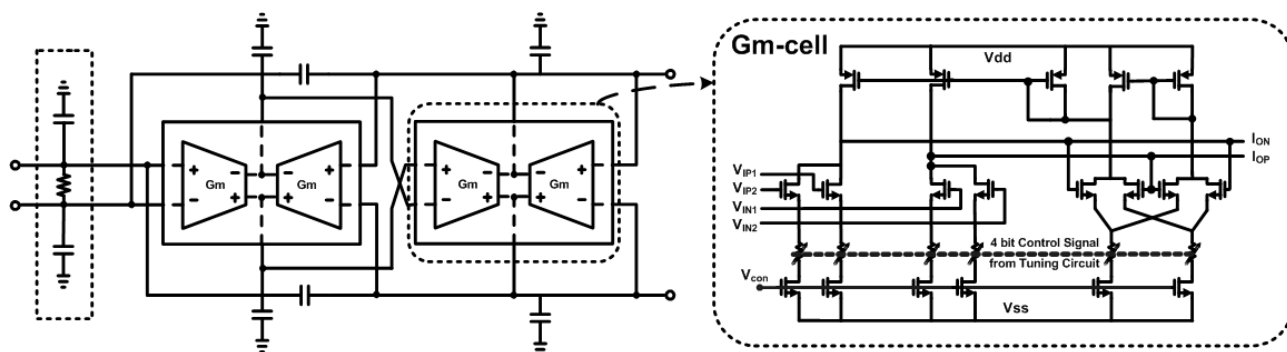 Gm-cell
Vdd
I_ON
I_OP
V_IP1
V_IP2
V_IN1
V_IN2
4 bit Control Signal
from Tuning Circuit
V_con
Vss
+ - - +
Gm Gm
- + + -
+ - - +
Gm Gm
- + + -